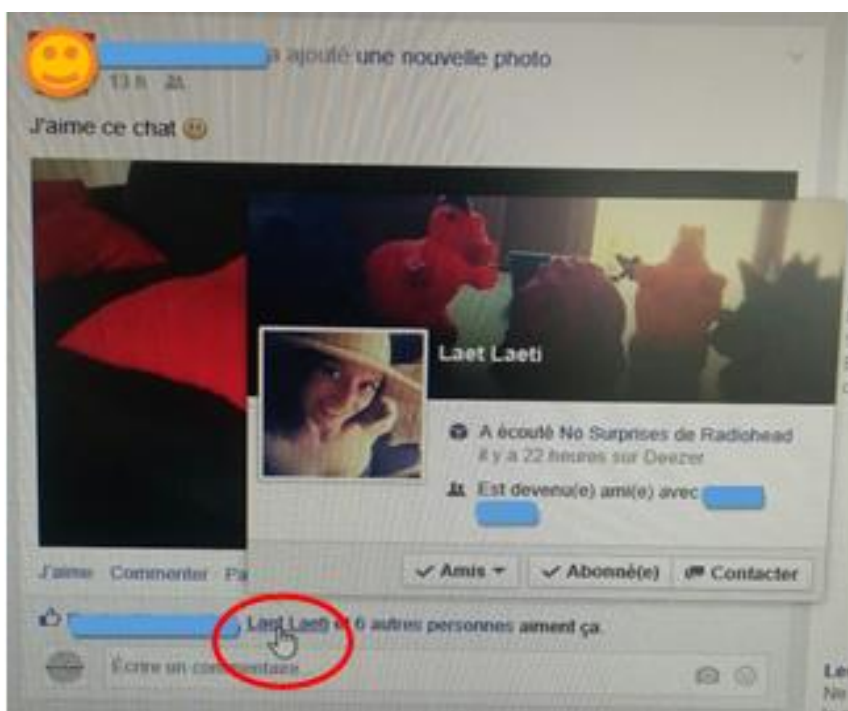 a ajouté une nouvelle photo
13 h
J'aime ce chat
Laet Laeti
A écouté No Surprises de Radiohead
il y a 22 heures sur Deezer
Est devenu(e) ami(e) avec
J'aime Commenter Pa
Amis Abonné(e) Contacter
Laet Laeti et 6 autres personnes aiment ça.
Écrire un commentaire...
Ne